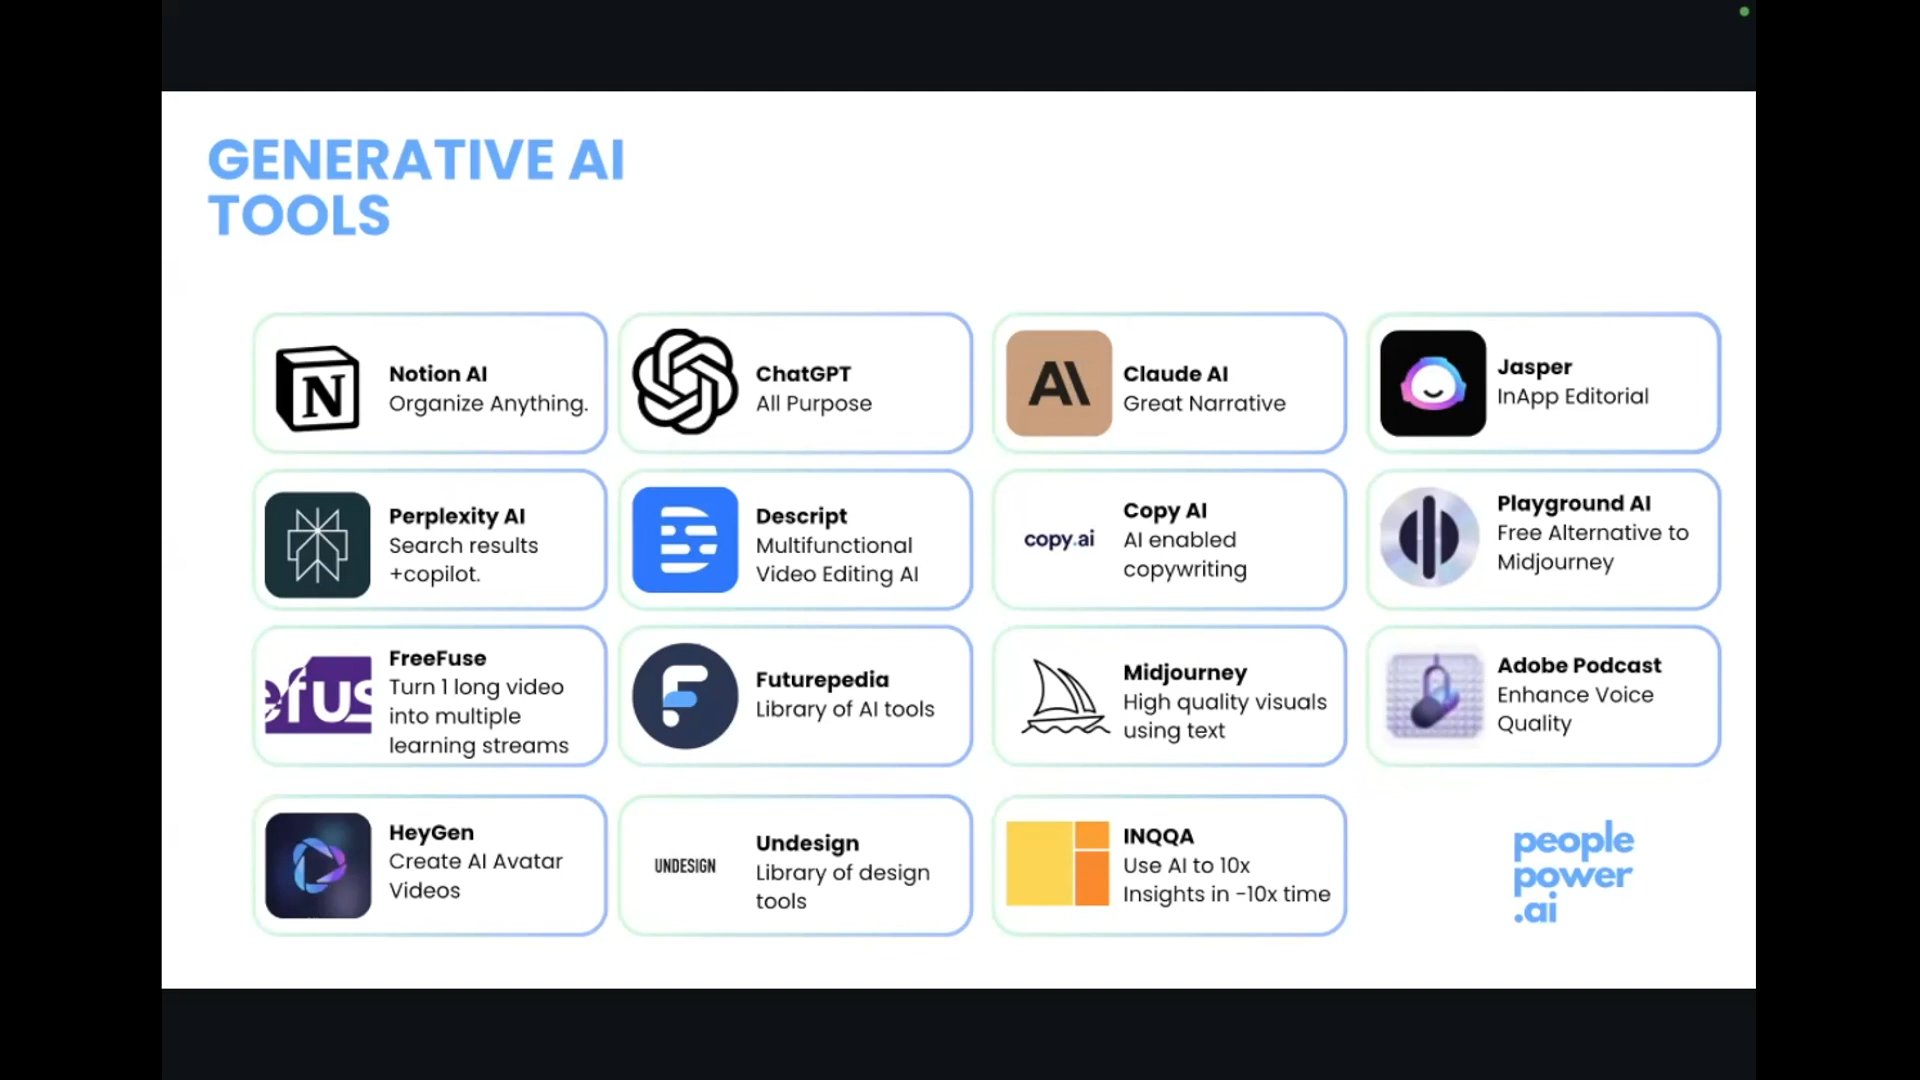 GENERATIVE AI
TOOLS
N
Notion AI
Organize Anything.
ChatGPT
All Purpose
AI
Claude AI
Great Narrative
Jasper
InApp Editorial
Perplexity AI
Search results
+copilot.
Descript
Multifunctional
Video Editing AI
copy.ai
Copy AI
AI enabled
copywriting
Playground AI
Free Alternative to
Midjourney
efus
FreeFuse
Turn 1 long video
into multiple
learning streams
F
Futurepedia
Library of AI tools
Midjourney
High quality visuals
using text
Adobe Podcast
Enhance Voice
Quality
HeyGen
Create AI Avatar
Videos
UNDESIGN
Undesign
Library of design
tools
INQQA
Use AI to 10x
Insights in -10x time
people
power
.ai